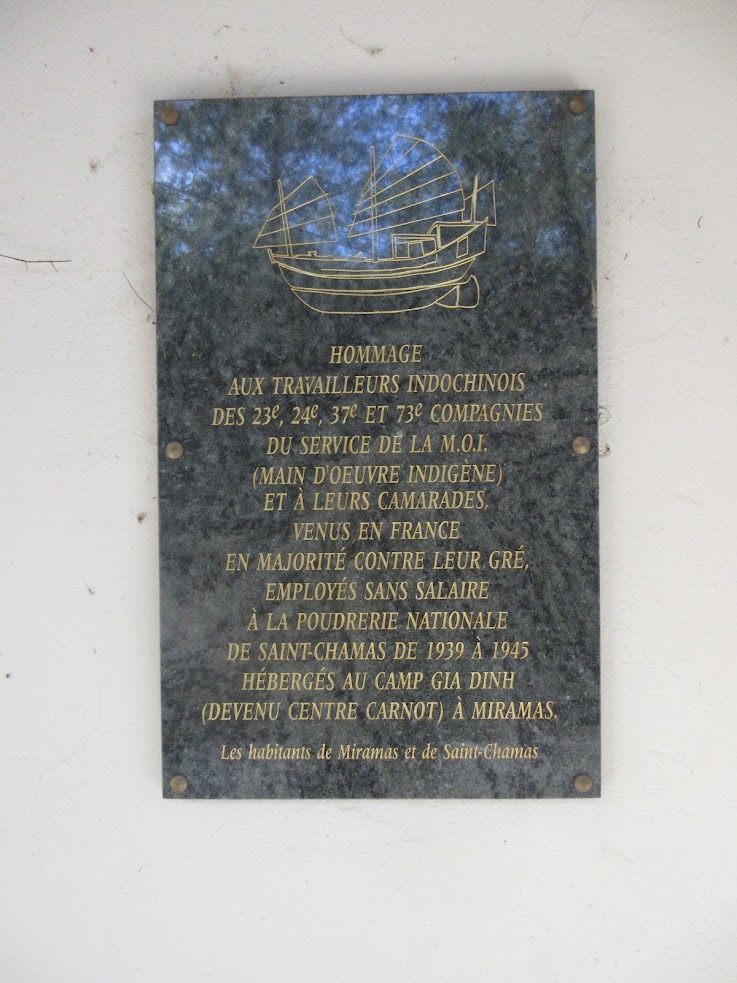 HOMMAGE
AUX TRAVAILLEURS INDOCHINOIS
DES 23e, 24e, 37e ET 73e COMPAGNIES
DU SERVICE DE LA M.O.I.
(MAIN D'OEUVRE INDIGÈNE)
ET À LEURS CAMARADES,
VENUS EN FRANCE
EN MAJORITÉ CONTRE LEUR GRÉ,
EMPLOYÉS SANS SALAIRE
À LA POUDRERIE NATIONALE
DE SAINT-CHAMAS DE 1939 À 1945
HÉBERGÉS AU CAMP GIA DINH
(DEVENU CENTRE CARNOT) À MIRAMAS.
Les habitants de Miramas et de Saint-Chamas